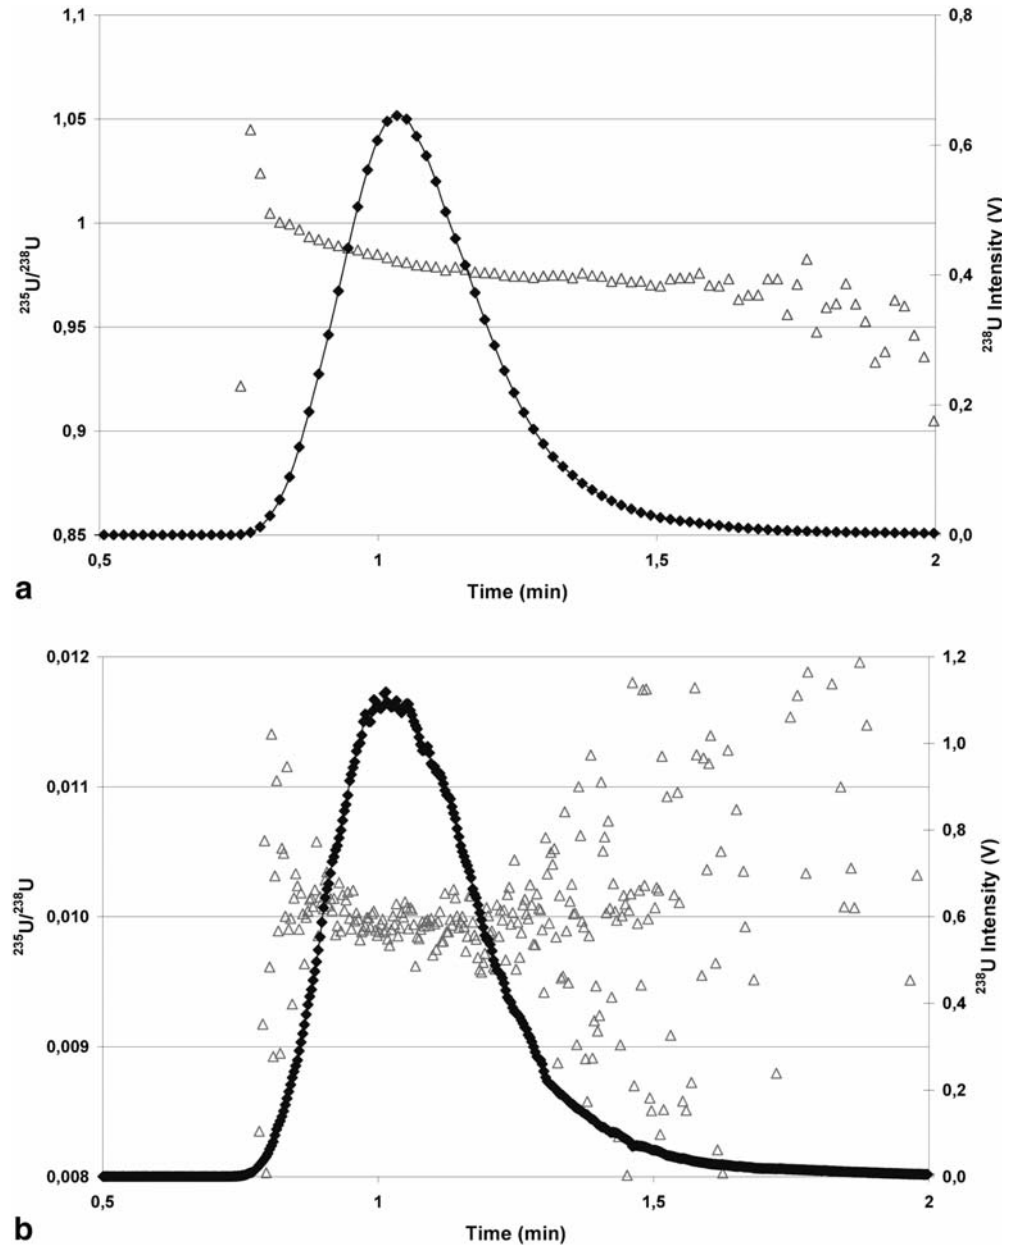 1,1
1,05
1
0,95
0,9
0,85
²³⁵U/²³⁸U
0,8
0,6
0,4
0,2
0,0
²³⁸U Intensity (V)
0,5 1 1,5 2
Time (min)
a
0,012
0,011
0,010
0,009
0,008
²³⁵U/²³⁸U
1,2
1,0
0,8
0,6
0,4
0,2
0,0
²³⁸U Intensity (V)
0,5 1 1,5 2
Time (min)
b